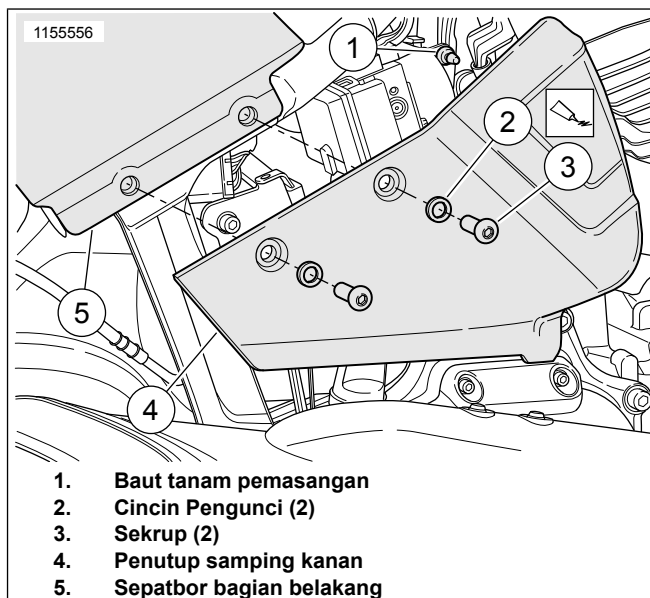 1155556
1
2
3
5
4
1. Baut tanam pemasangan
2. Cincin Pengunci (2)
3. Sekrup (2)
4. Penutup samping kanan
5. Sepatbor bagian belakang